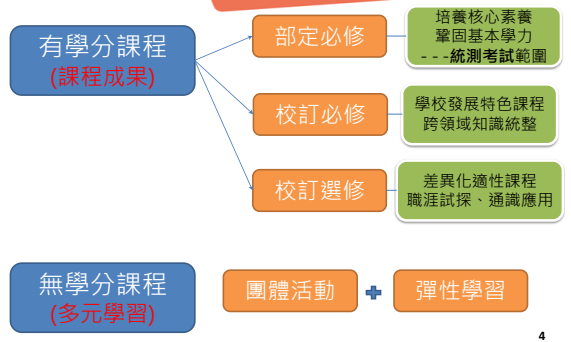 有學分課程
(課程成果)
部定必修
培養核心素養
鞏固基本學力
- - -統測考試範圍
校訂必修
學校發展特色課程
跨領域知識統整
校訂選修
差異化適性課程
職涯試探、通識應用
無學分課程
(多元學習)
團體活動
彈性學習
4